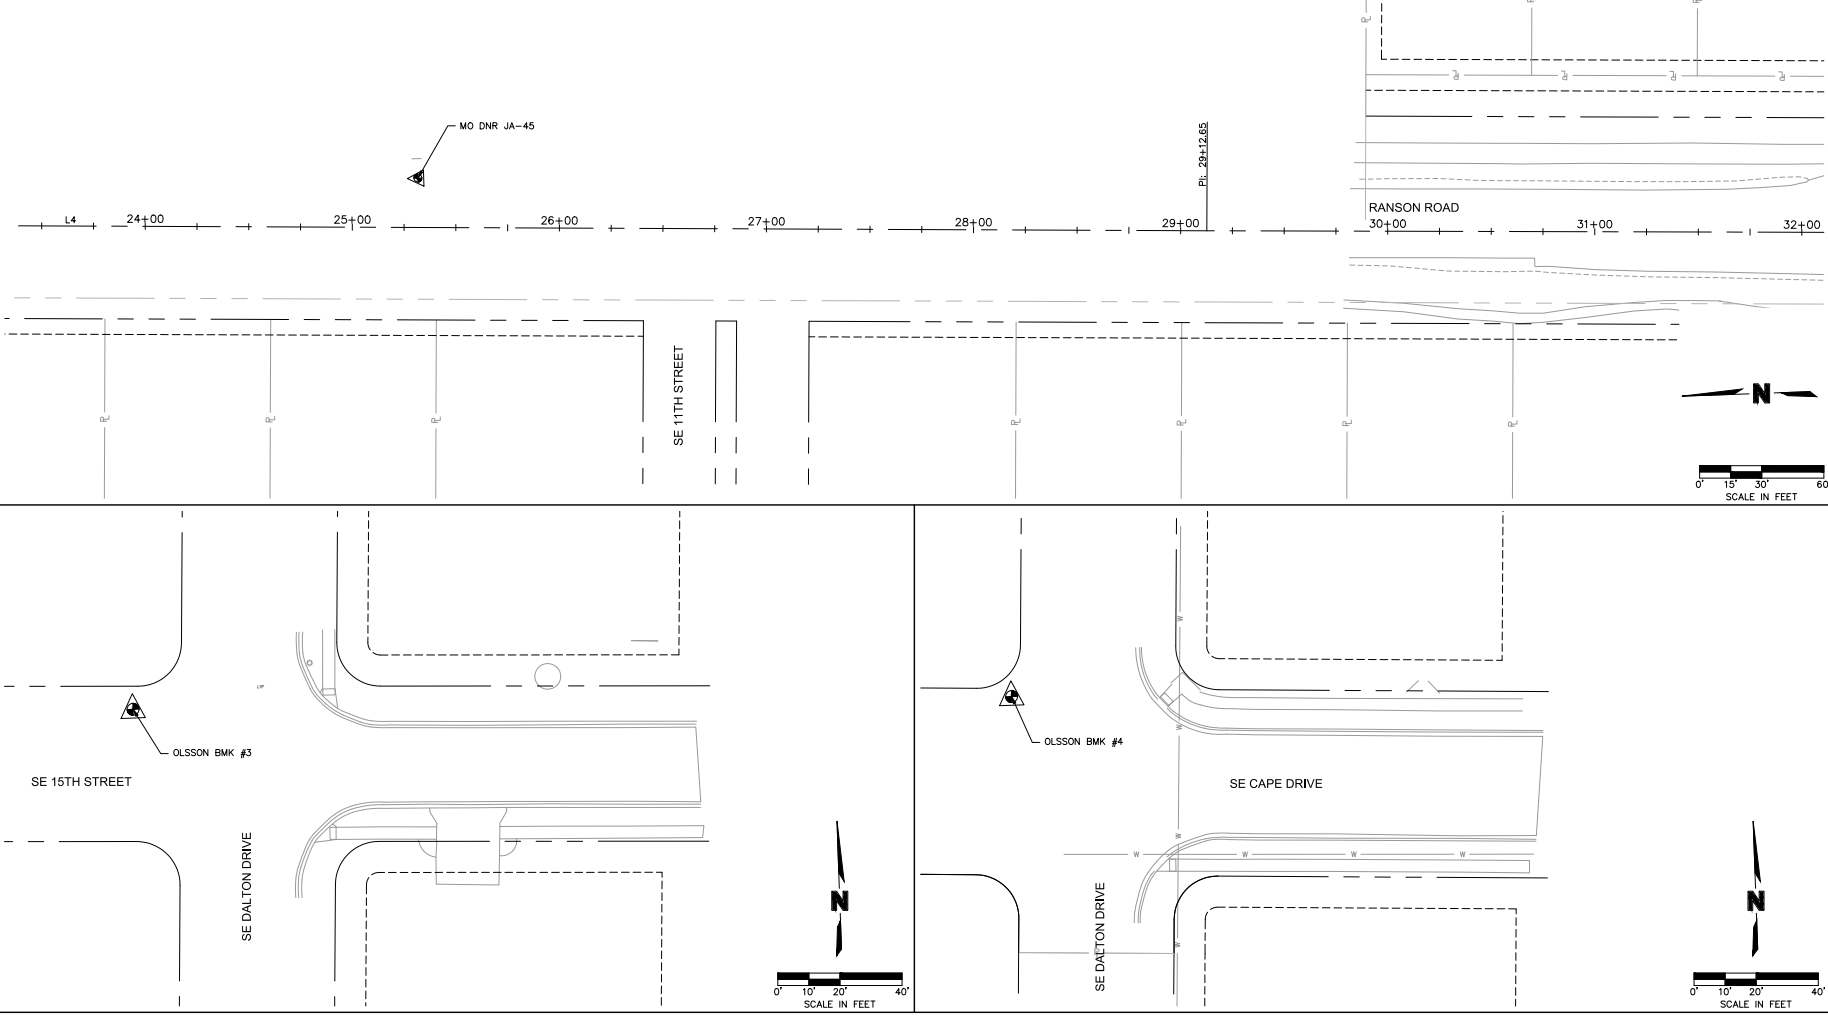 MO DNR JA-45
PI: 29+12.65
L4
24+00
25+00
26+00
27+00
28+00
29+00
RANSON ROAD
30+00
31+00
32+00
SE 11TH STREET
N
0' 15' 30' 60
SCALE IN FEET
OLSSON BMK #3
SE 15TH STREET
SE DALTON DRIVE
N
0' 10' 20' 40'
SCALE IN FEET
W
W
W
OLSSON BMK #4
SE CAPE DRIVE
W W W W
W
SE DALTON DRIVE
N
0' 10' 20' 40'
SCALE IN FEET